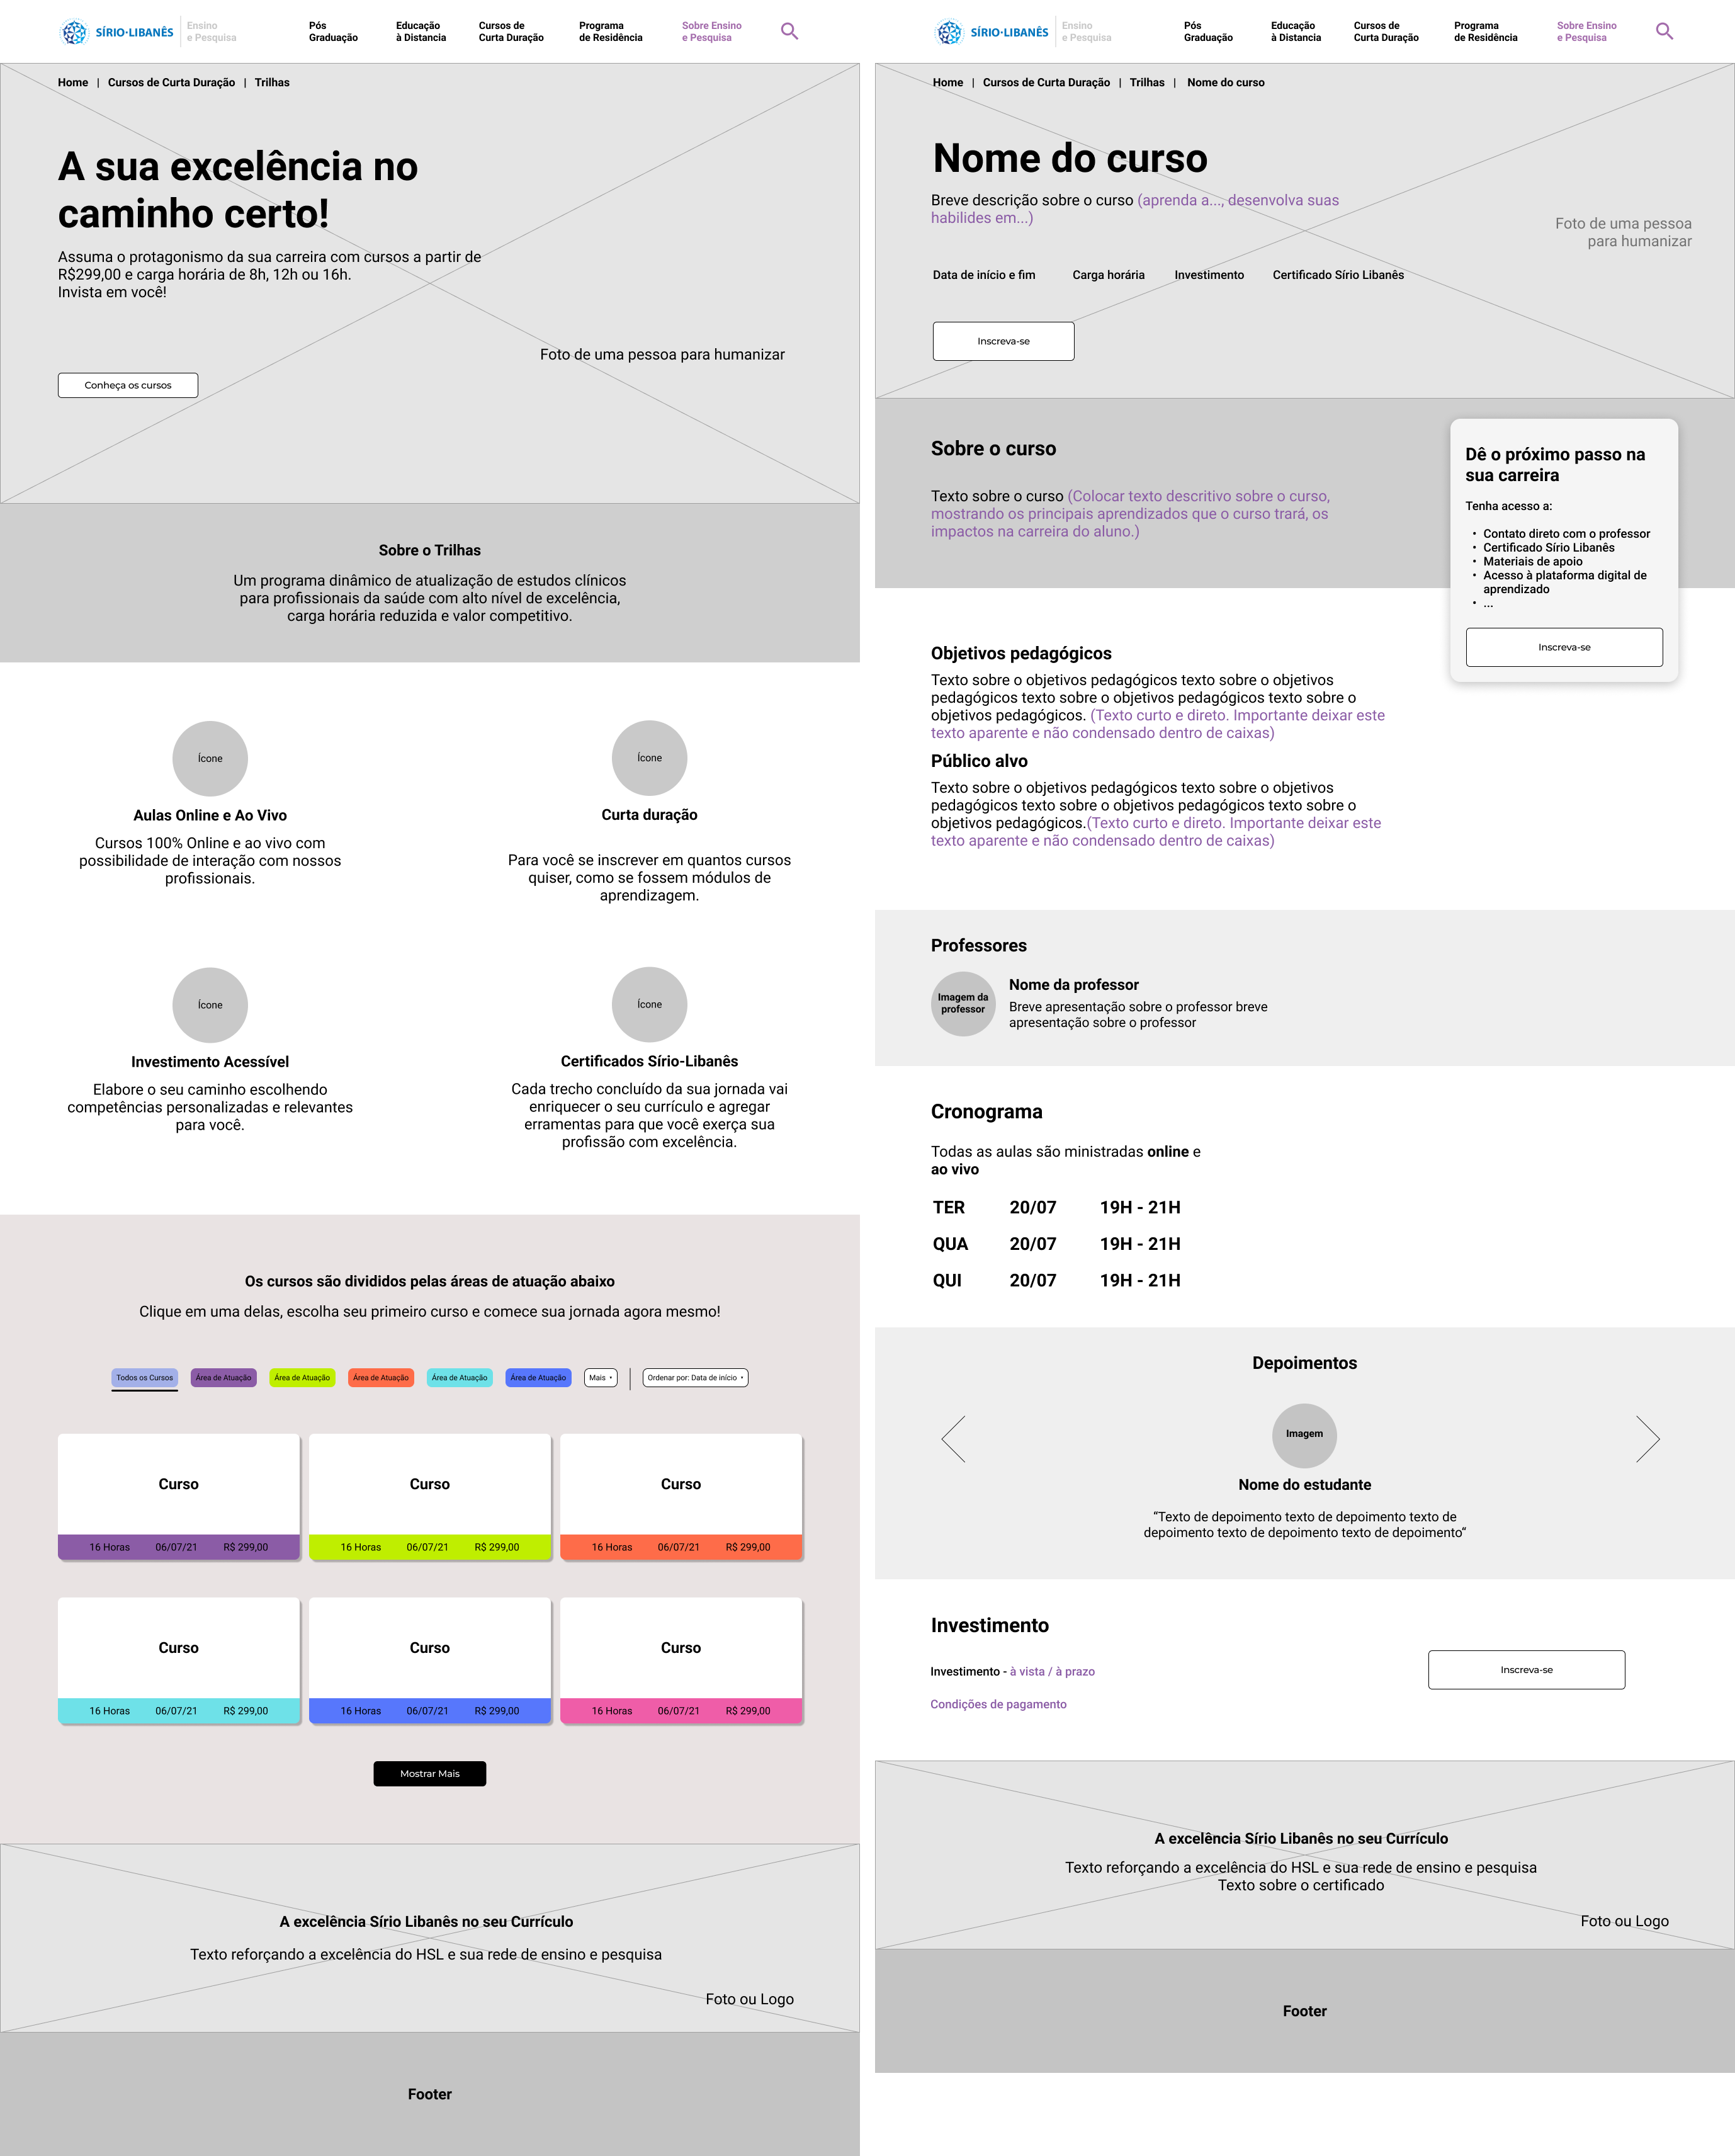 SÍRIO·LIBANÊS
Ensino
e Pesquisa
Pós
Graduação
Educação
à Distancia
Cursos de
Curta Duração
Programa
de Residência
Sobre Ensino
e Pesquisa
Home | Cursos de Curta Duração | Trilhas
A sua excelência no
caminho certo!
Assuma o protagonismo da sua carreira com cursos a partir de
R$299,00 e carga horária de 8h, 12h ou 16h.
Invista em você!
Foto de uma pessoa para humanizar
Conheça os cursos
Sobre o Trilhas
Um programa dinâmico de atualização de estudos clínicos
para profissionais da saúde com alto nível de excelência,
carga horária reduzida e valor competitivo.
Ícone
Aulas Online e Ao Vivo
Cursos 100% Online e ao vivo com
possibilidade de interação com nossos
profissionais.
Ícone
Curta duração
Para você se inscrever em quantos cursos
quiser, como se fossem módulos de
aprendizagem.
Ícone
Investimento Acessível
Elabore o seu caminho escolhendo
competências personalizadas e relevantes
para você.
Ícone
Certificados Sírio-Libanês
Cada trecho concluído da sua jornada vai
enriquecer o seu currículo e agregar
erramentas para que você exerça sua
profissão com excelência.
Os cursos são divididos pelas áreas de atuação abaixo
Clique em uma delas, escolha seu primeiro curso e comece sua jornada agora mesmo!
Todos os Cursos Área de Atuação Área de Atuação Área de Atuação Área de Atuação Área de Atuação Mais Ordenar por: Data de início
Curso Curso Curso
16 Horas 06/07/21 R$ 299,00 16 Horas 06/07/21 R$ 299,00 16 Horas 06/07/21 R$ 299,00
Curso Curso Curso
16 Horas 06/07/21 R$ 299,00 16 Horas 06/07/21 R$ 299,00 16 Horas 06/07/21 R$ 299,00
Mostrar Mais
A excelência Sírio Libanês no seu Currículo
Texto reforçando a excelência do HSL e sua rede de ensino e pesquisa
Foto ou Logo
Footer
SÍRIO·LIBANÊS
Ensino
e Pesquisa
Pós
Graduação
Educação
à Distancia
Cursos de
Curta Duração
Programa
de Residência
Sobre Ensino
e Pesquisa
Home | Cursos de Curta Duração | Trilhas | Nome do curso
Nome do curso
Breve descrição sobre o curso (aprenda a..., desenvolva suas
habilides em...)
Foto de uma pessoa
para humanizar
Data de início e fim Carga horária Investimento Certificado Sírio Libanês
Inscreva-se
Sobre o curso
Texto sobre o curso (Colocar texto descritivo sobre o curso,
mostrando os principais aprendizados que o curso trará, os
impactos na carreira do aluno.)
Dê o próximo passo na
sua carreira
Tenha acesso a:
• Contato direto com o professor
• Certificado Sírio Libanês
• Materiais de apoio
• Acesso à plataforma digital de
aprendizado
• ...
Inscreva-se
Objetivos pedagógicos
Texto sobre o objetivos pedagógicos texto sobre o objetivos
pedagógicos texto sobre o objetivos pedagógicos texto sobre o
objetivos pedagógicos. (Texto curto e direto. Importante deixar este
texto aparente e não condensado dentro de caixas)
Público alvo
Texto sobre o objetivos pedagógicos texto sobre o objetivos
pedagógicos texto sobre o objetivos pedagógicos texto sobre o
objetivos pedagógicos.(Texto curto e direto. Importante deixar este
texto aparente e não condensado dentro de caixas)
Professores
Imagem da
professor
Nome da professor
Breve apresentação sobre o professor breve
apresentação sobre o professor
Cronograma
Todas as aulas são ministradas online e
ao vivo
TER 20/07 19H - 21H
QUA 20/07 19H - 21H
QUI 20/07 19H - 21H
Depoimentos
Imagem
Nome do estudante
“Texto de depoimento texto de depoimento texto de
depoimento texto de depoimento texto de depoimento“
Investimento
Investimento - à vista / à prazo
Condições de pagamento
Inscreva-se
A excelência Sírio Libanês no seu Currículo
Texto reforçando a excelência do HSL e sua rede de ensino e pesquisa
Texto sobre o certificado
Foto ou Logo
Footer